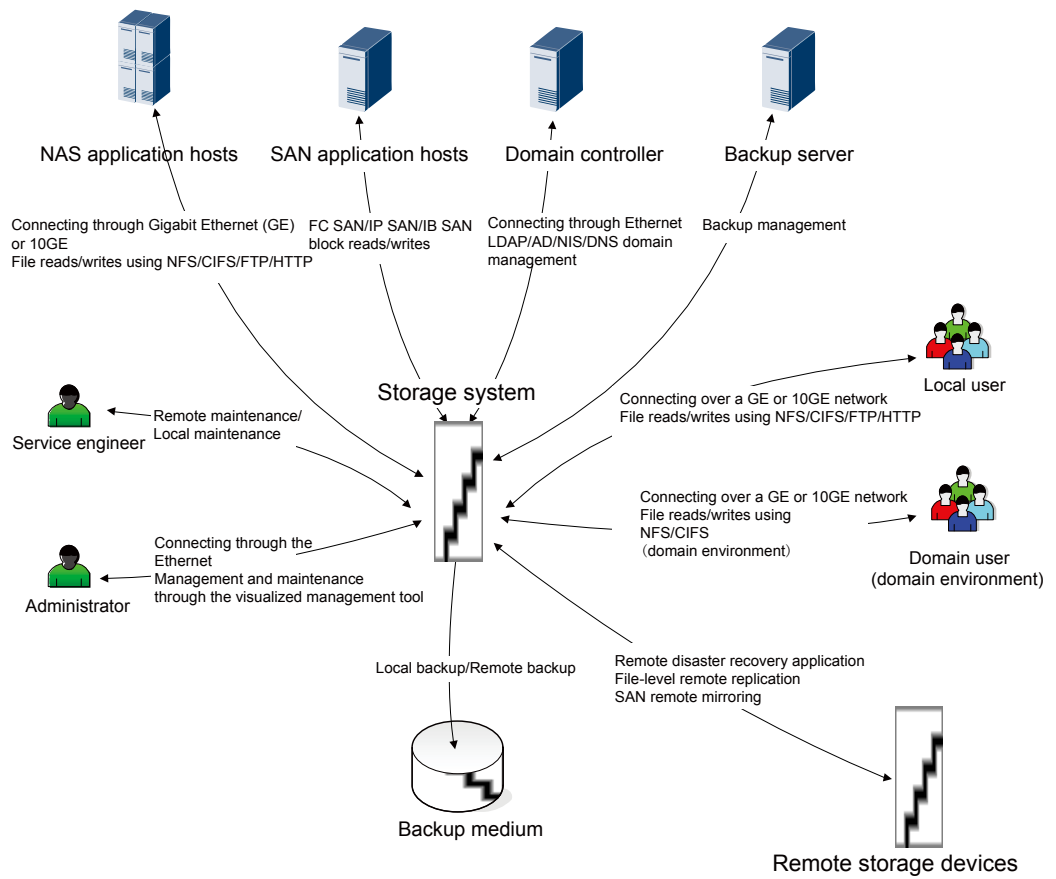 NAS application hosts
SAN application hosts
Domain controller
Backup server
Connecting through Gigabit Ethernet (GE)
or 10GE
File reads/writes using NFS/CIFS/FTP/HTTP
FC SAN/IP SAN/IB SAN
block reads/writes
Connecting through Ethernet
LDAP/AD/NIS/DNS domain
management
Backup management
Storage system
Local user
Connecting over a GE or 10GE network
File reads/writes using NFS/CIFS/FTP/HTTP
Service engineer
Remote maintenance/
Local maintenance
Connecting over a GE or 10GE network
File reads/writes using
NFS/CIFS
(domain environment)
Domain user
(domain environment)
Administrator
Connecting through the
Ethernet
Management and maintenance
through the visualized management tool
Local backup/Remote backup
Remote disaster recovery application
File-level remote replication
SAN remote mirroring
Backup medium
Remote storage devices